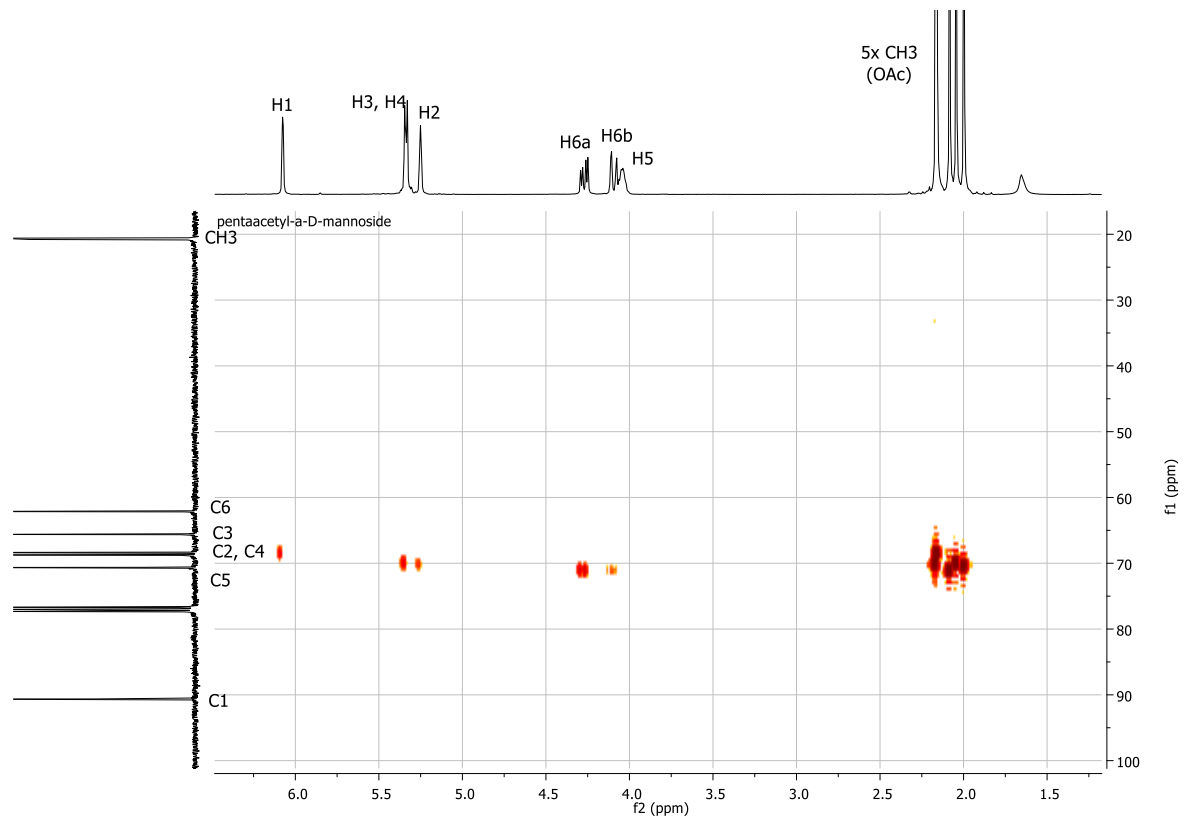 5x CH3
(OAc)
H1
H3, H4
H2
H6a
H6b
H5
pentaacetyl-a-D-mannoside
CH3
C6
C3
C2, C4
C5
C1
20
30
40
50
60
70
80
90
100
f1 (ppm)
6.0 5.5 5.0 4.5 4.0 3.5 3.0 2.5 2.0 1.5
f2 (ppm)